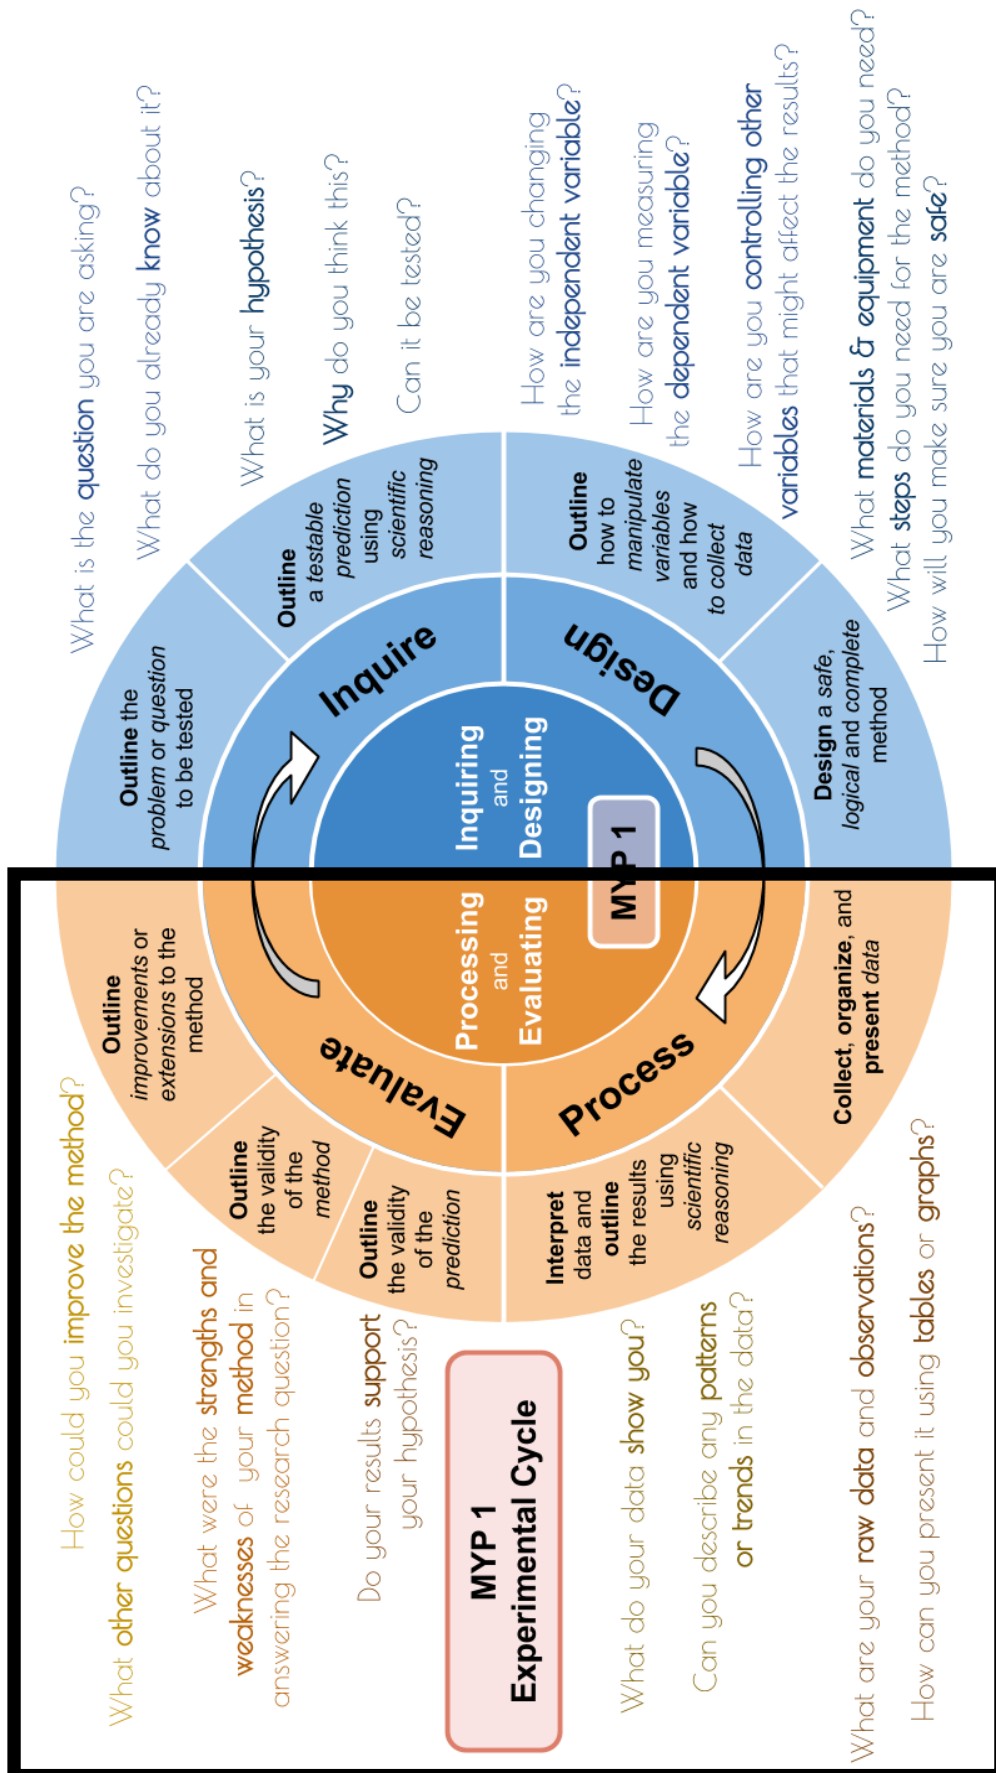 MYP 1
Experimental Cycle
Processing
and
Evaluating
Inquiring
and
Designing
MYP 1
Inquire
Outline the
problem or question
to be tested
What is the question you are asking?
What do you already know about it?
Outline
a testable
prediction
using
scientific
reasoning
What is your hypothesis?
Why do you think this?
Can it be tested?
Design
Outline
how to
manipulate
variables
and how
to collect
data
How are you changing
the independent variable?
How are you measuring
the dependent variable?
How are you controlling other
variables that might affect the results?
Design a safe,
logical and complete
method
What materials & equipment do you need?
What steps do you need for the method?
How will you make sure you are safe?
Process
Collect, organize, and
present data
What are your raw data and observations?
How can you present it using tables or graphs?
Interpret
data and
outline
the results
using
scientific
reasoning
What do your data show you?
Can you describe any patterns
or trends in the data?
Evaluate
Outline
the validity
of the
prediction
Do your results support
your hypothesis?
Outline
the validity
of the
method
What were the strengths and
weaknesses of your method in
answering the research question?
Outline
improvements or
extensions to the
method
How could you improve the method?
What other questions could you investigate?